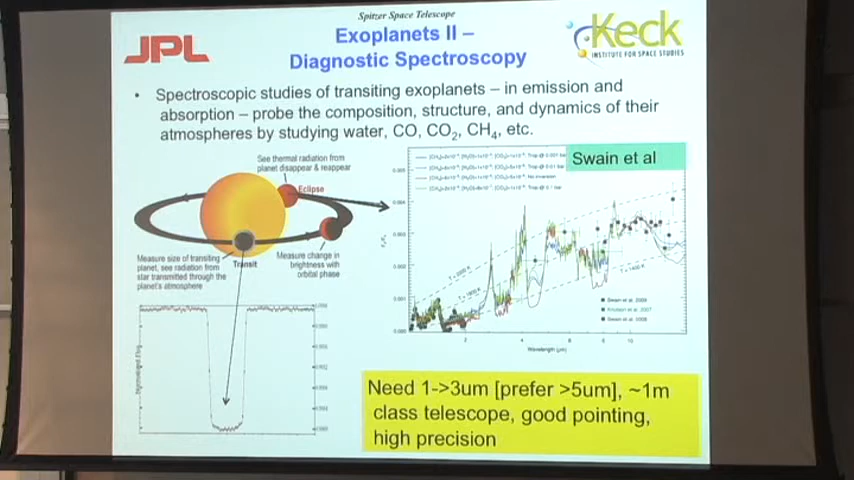 Spitzer Space Telescope
JPL
Exoplanets II –
Diagnostic Spectroscopy
Keck
INSTITUTE FOR SPACE STUDIES
• Spectroscopic studies of transiting exoplanets – in emission and
absorption – probe the composition, structure, and dynamics of their
atmospheres by studying water, CO, CO₂, CH₄, etc.
See thermal radiation from
planet disappear & reappear
Eclipse
Measure size of transiting
planet, see radiation from
star transmitted through the
planet's atmosphere
Transit
Measure change in
brightness with
orbital phase
Swain et al
Wavelength (μm)
Need 1->3um [prefer >5um], ~1m
class telescope, good pointing,
high precision